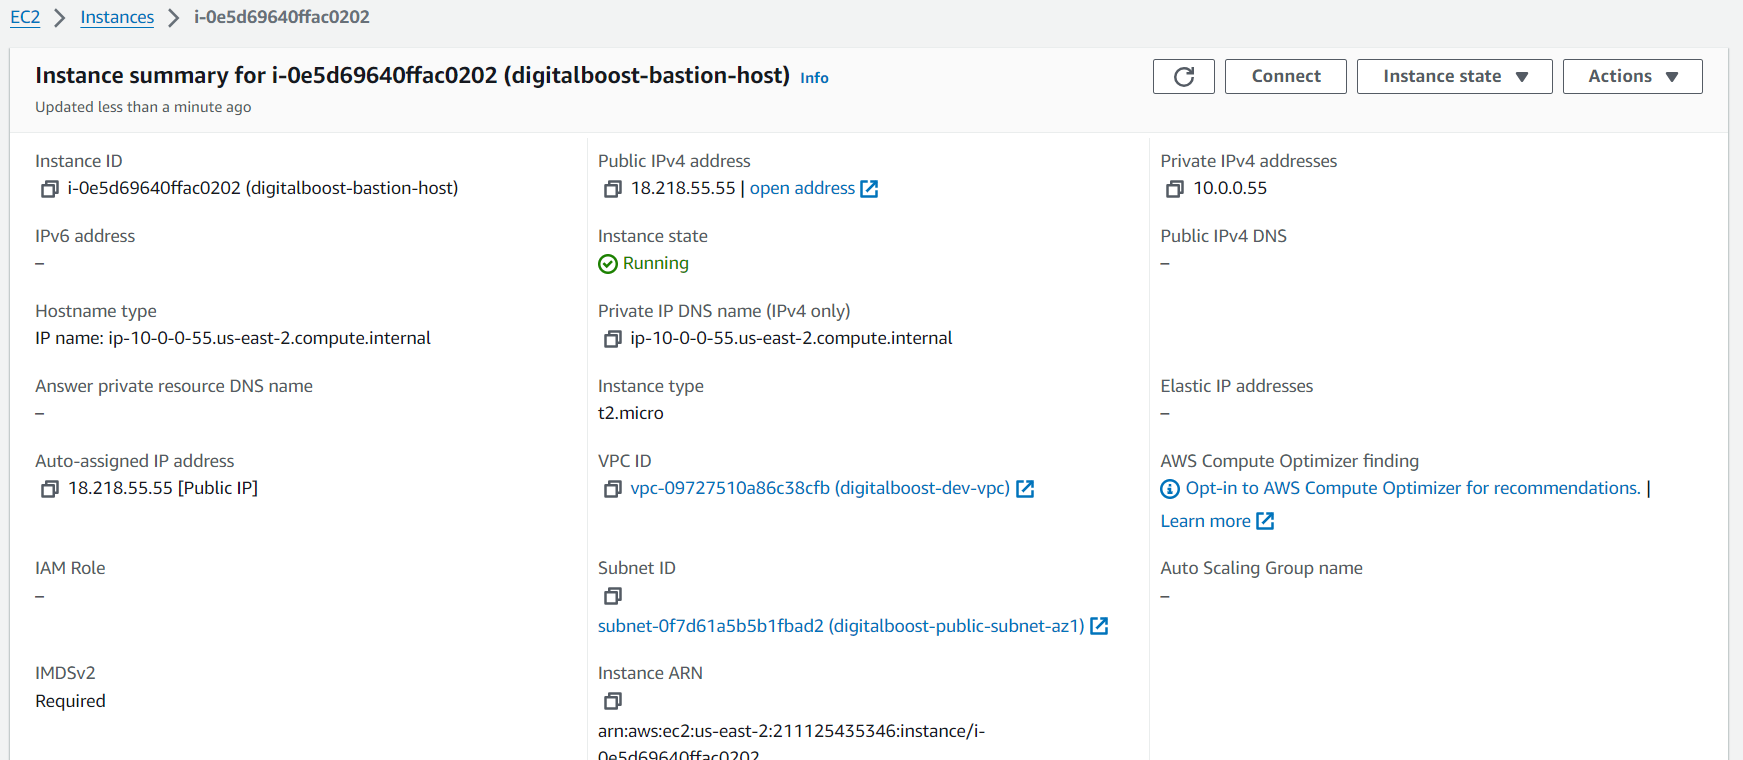 EC2 > Instances > i-0e5d69640ffac0202
Instance summary for i-0e5d69640ffac0202 (digitalboost-bastion-host) Info
Updated less than a minute ago
Connect
Instance state
Actions
Instance ID
i-0e5d69640ffac0202 (digitalboost-bastion-host)
Public IPv4 address
18.218.55.55 | open address
Private IPv4 addresses
10.0.0.55
IPv6 address
–
Instance state
Running
Public IPv4 DNS
–
Hostname type
IP name: ip-10-0-0-55.us-east-2.compute.internal
Private IP DNS name (IPv4 only)
ip-10-0-0-55.us-east-2.compute.internal
Answer private resource DNS name
–
Instance type
t2.micro
Elastic IP addresses
–
Auto-assigned IP address
18.218.55.55 [Public IP]
VPC ID
vpc-09727510a86c38cfb (digitalboost-dev-vpc)
AWS Compute Optimizer finding
Opt-in to AWS Compute Optimizer for recommendations. |
Learn more
IAM Role
–
Subnet ID
subnet-0f7d61a5b5b1fbad2 (digitalboost-public-subnet-az1)
Auto Scaling Group name
–
IMDSv2
Required
Instance ARN
arn:aws:ec2:us-east-2:211125435346:instance/i-
0e5d69640ffac0202